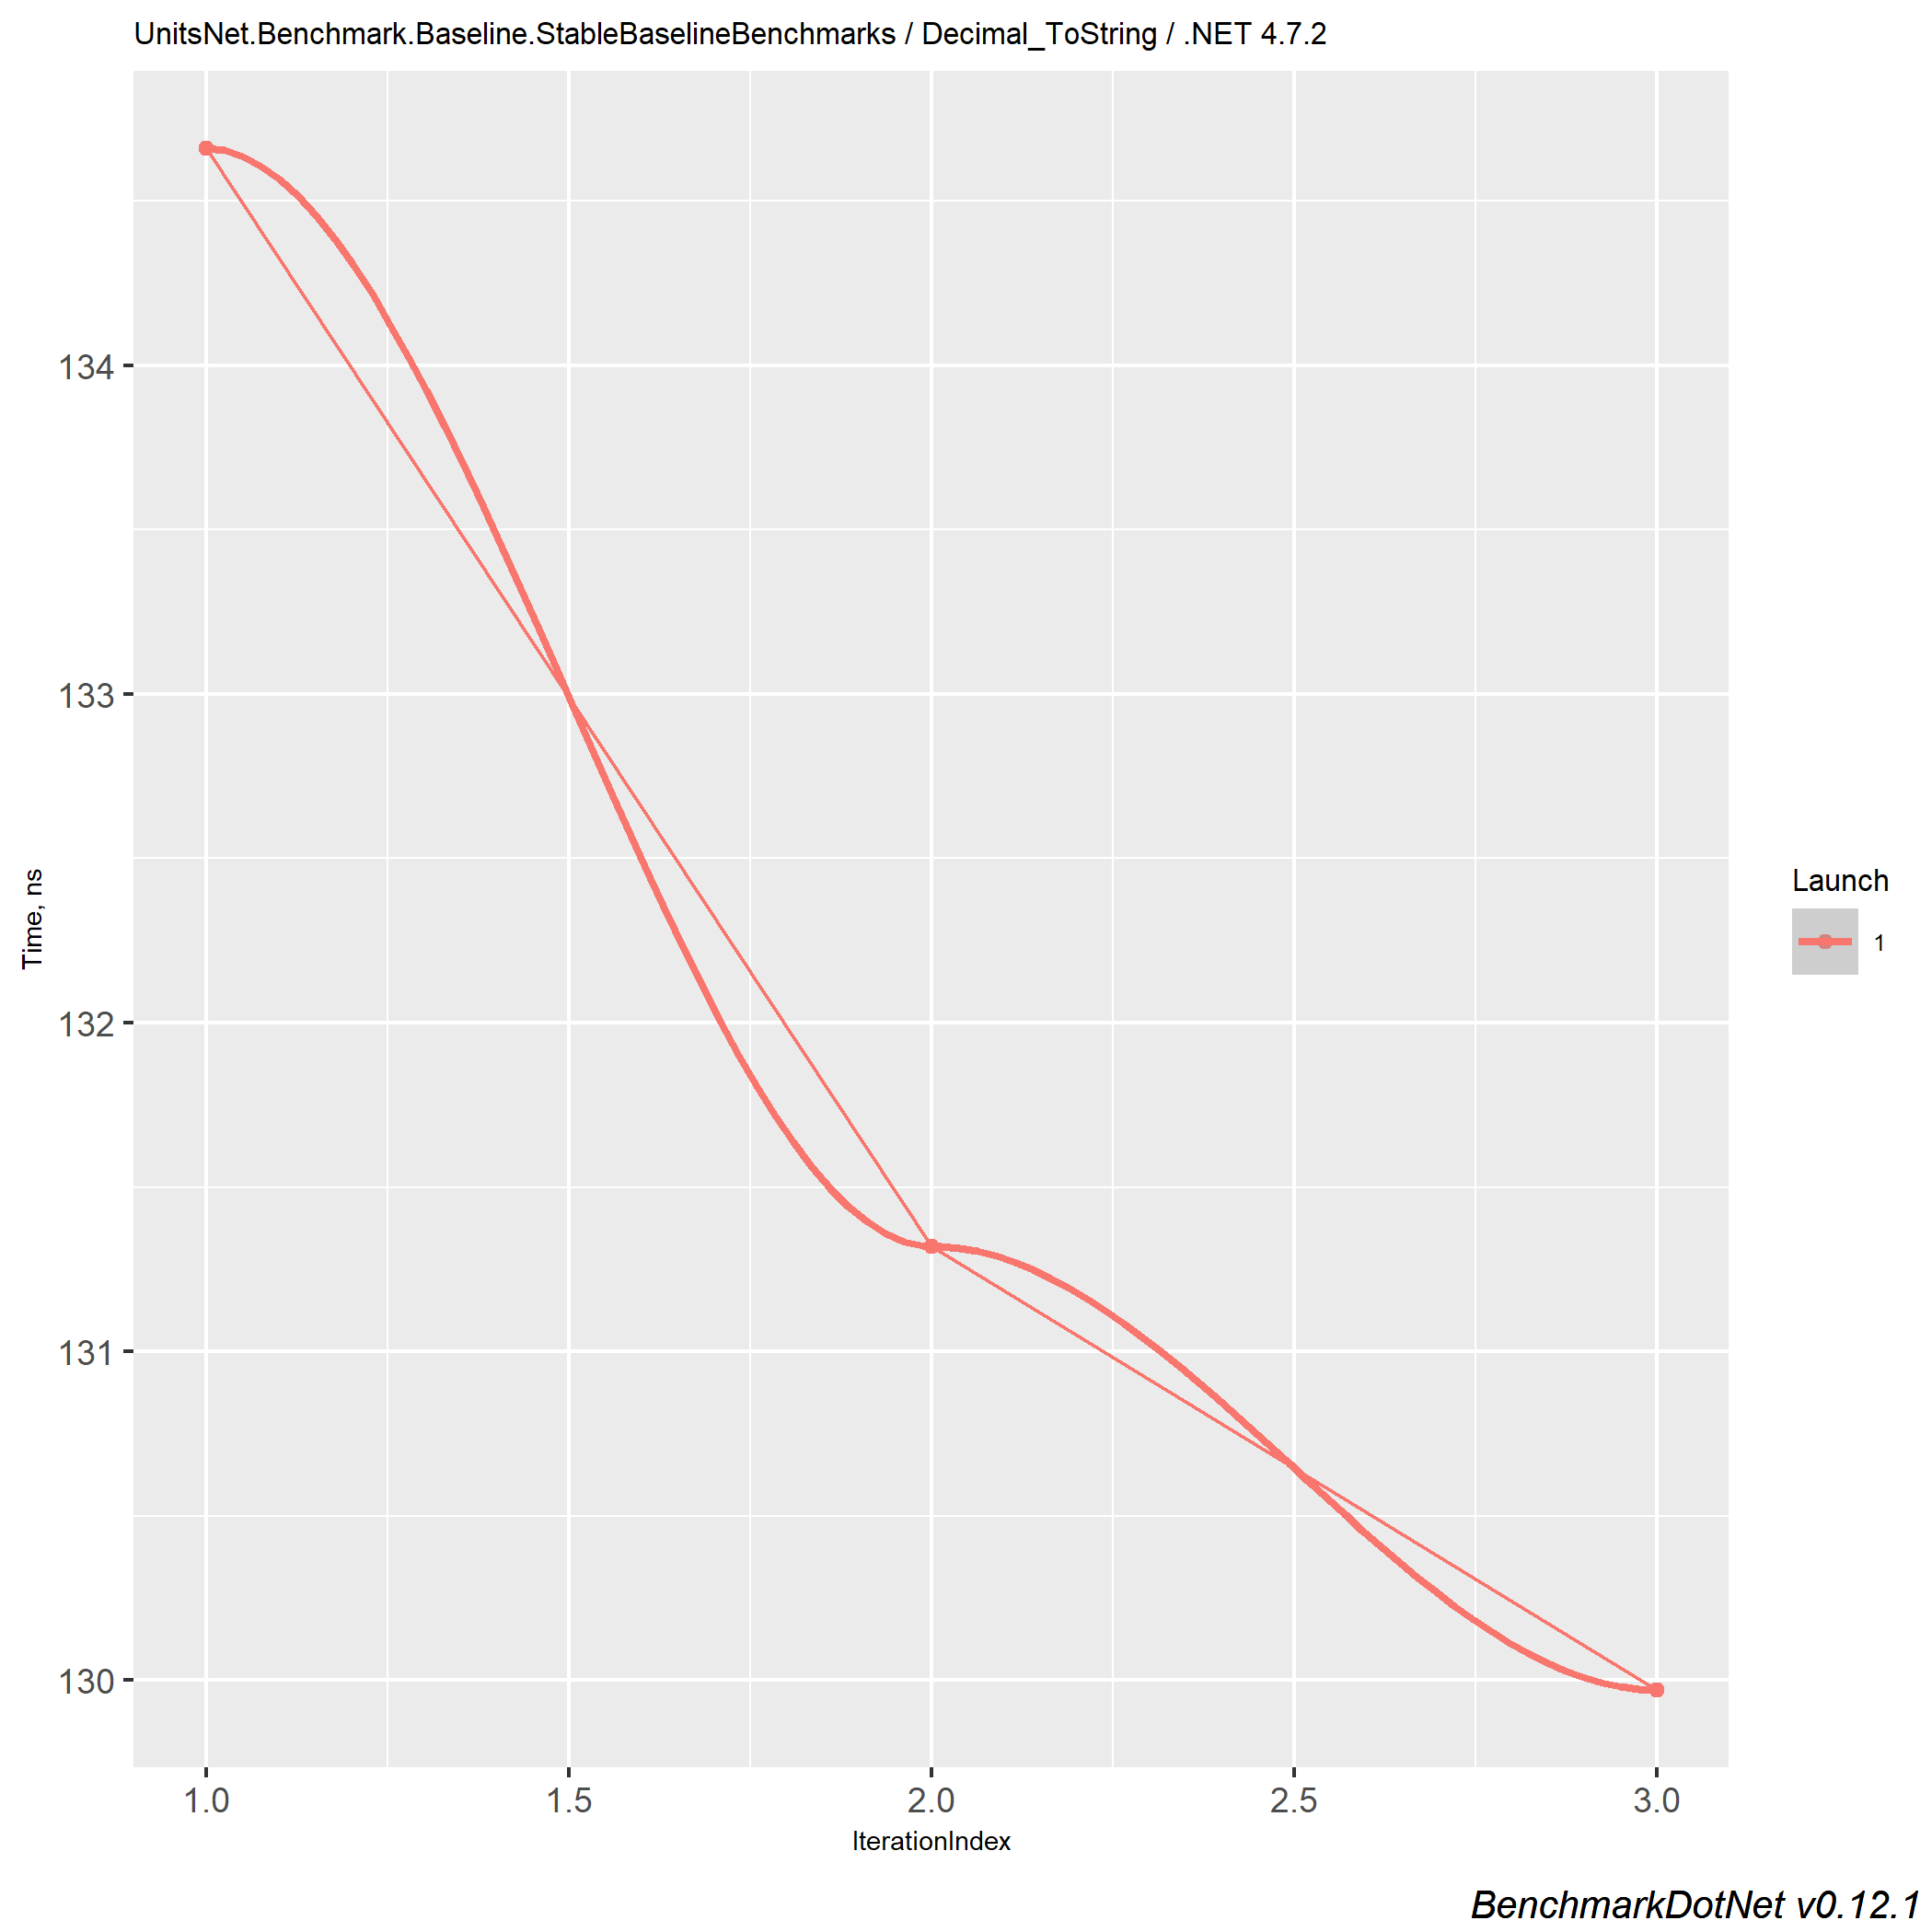 UnitsNet.Benchmark.Baseline.StableBaselineBenchmarks / Decimal_ToString / .NET 4.7.2
134
133
132
131
130
Time, ns
1.0
1.5
2.0
2.5
3.0
IterationIndex
Launch
1
BenchmarkDotNet v0.12.1